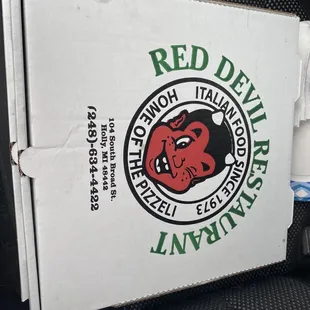 RED DEVIL RESTAURANT
ITALIAN FOOD SINCE 1973
HOME OF THE PIZZELI
104 South Broad St.
Holly, MI 48442
(248)-634-4422